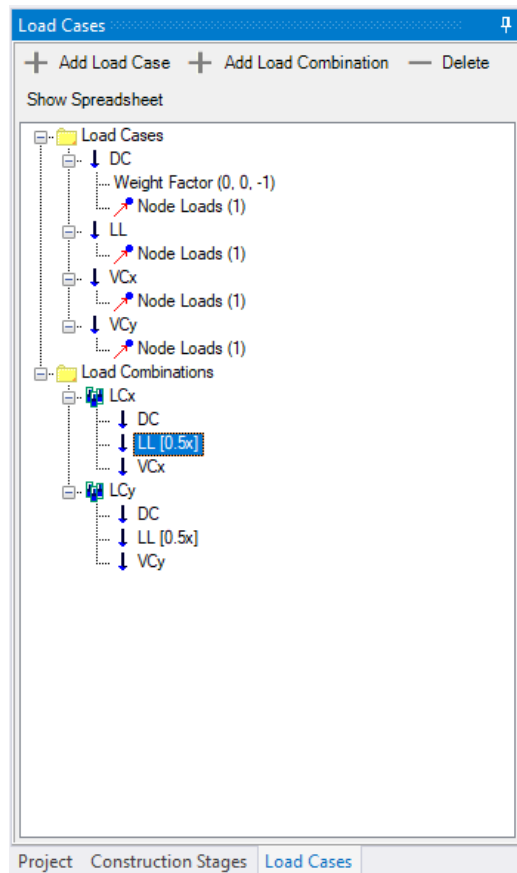 Load Cases
Add Load Case Add Load Combination Delete
Show Spreadsheet
Load Cases
DC
Weight Factor (0, 0, -1)
Node Loads (1)
LL
Node Loads (1)
VCx
Node Loads (1)
VCy
Node Loads (1)
Load Combinations
LCx
DC
LL [0.5x]
VCx
LCy
DC
LL [0.5x]
VCy
Project Construction Stages Load Cases